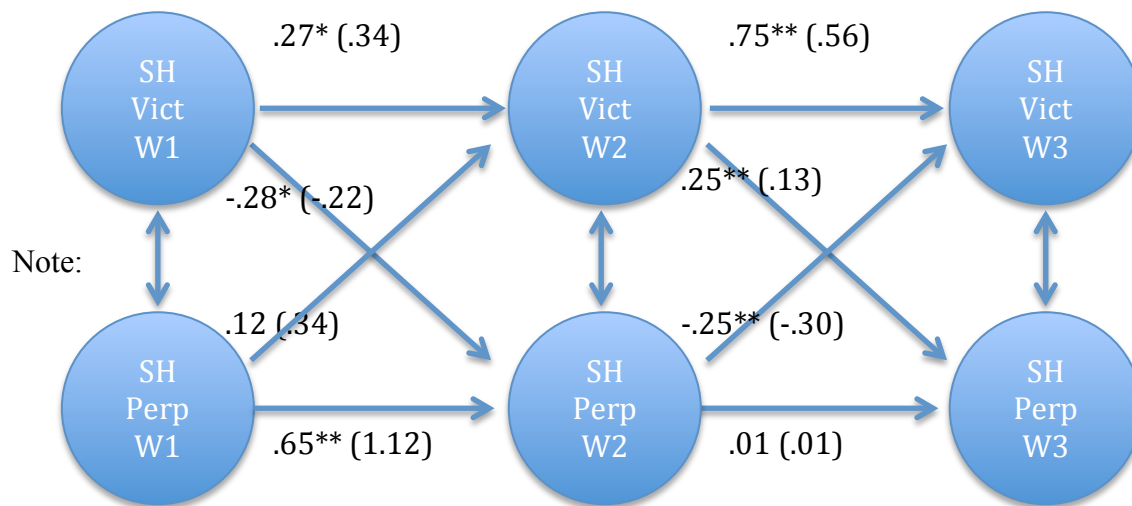 .27* (.34)
.75** (.56)
SH
Vict
W1
SH
Vict
W2
SH
Vict
W3
-.28* (-.22)
.25** (.13)
Note:
.12 (.34)
-.25** (-.30)
SH
Perp
W1
SH
Perp
W2
SH
Perp
W3
.65** (1.12)
.01 (.01)